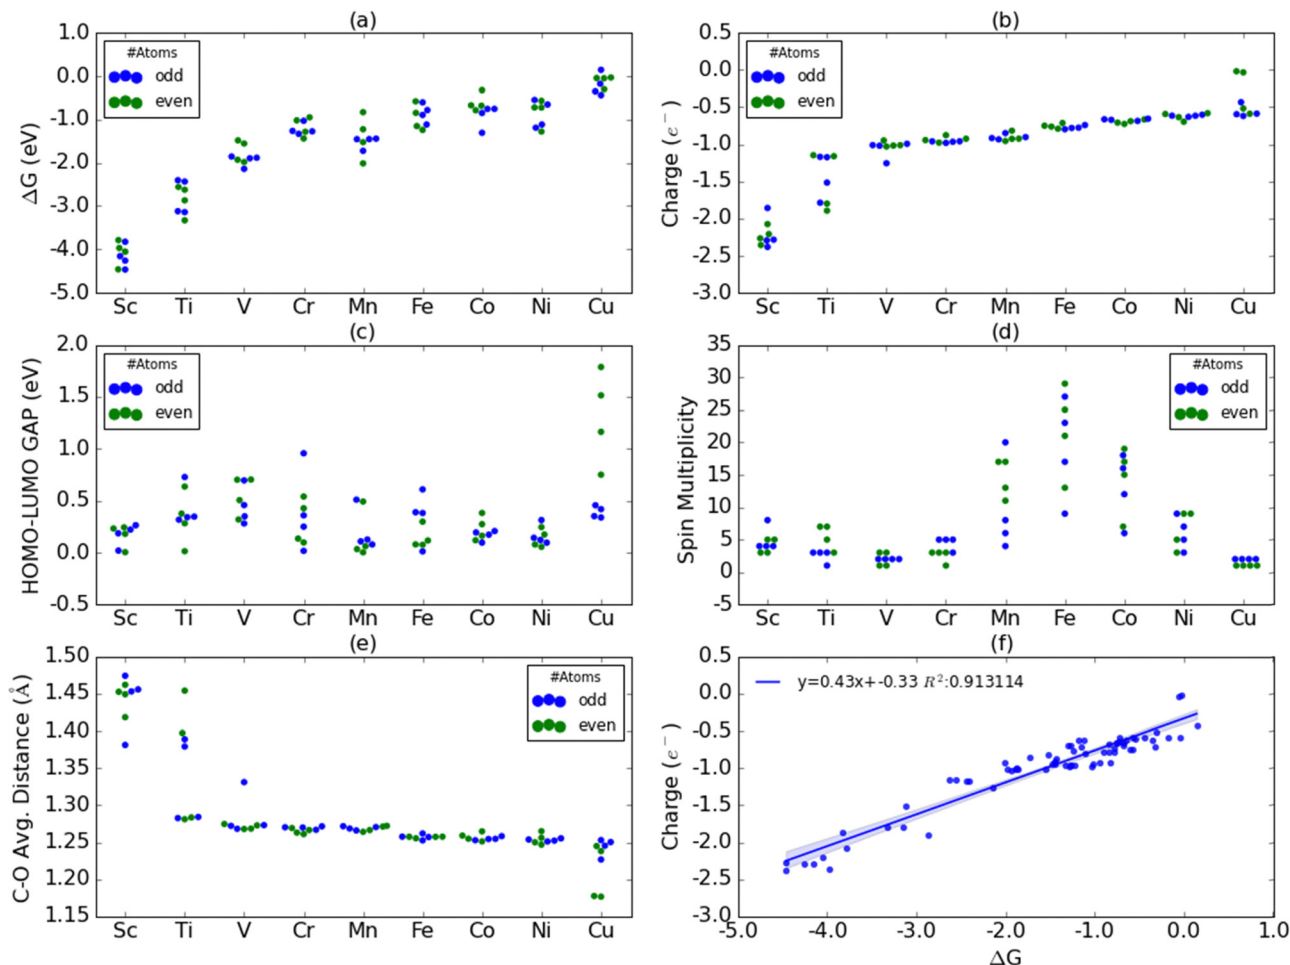 (a)
ΔG (eV)
1.0
0.0
-1.0
-2.0
-3.0
-4.0
-5.0
#Atoms
odd
even
Sc Ti V Cr Mn Fe Co Ni Cu
(b)
Charge (e⁻)
0.5
0.0
-0.5
-1.0
-1.5
-2.0
-2.5
-3.0
#Atoms
odd
even
Sc Ti V Cr Mn Fe Co Ni Cu
(c)
HOMO-LUMO GAP (eV)
2.0
1.5
1.0
0.5
0.0
-0.5
#Atoms
odd
even
Sc Ti V Cr Mn Fe Co Ni Cu
(d)
Spin Multiplicity
35
30
25
20
15
10
5
0
-5
#Atoms
odd
even
Sc Ti V Cr Mn Fe Co Ni Cu
(e)
C-O Avg. Distance (Å)
1.50
1.45
1.40
1.35
1.30
1.25
1.20
1.15
#Atoms
odd
even
Sc Ti V Cr Mn Fe Co Ni Cu
(f)
Charge (e⁻)
0.5
0.0
-0.5
-1.0
-1.5
-2.0
-2.5
-3.0
y=0.43x+-0.33 R²:0.913114
-5.0 -4.0 -3.0 -2.0 -1.0 0.0 1.0
ΔG